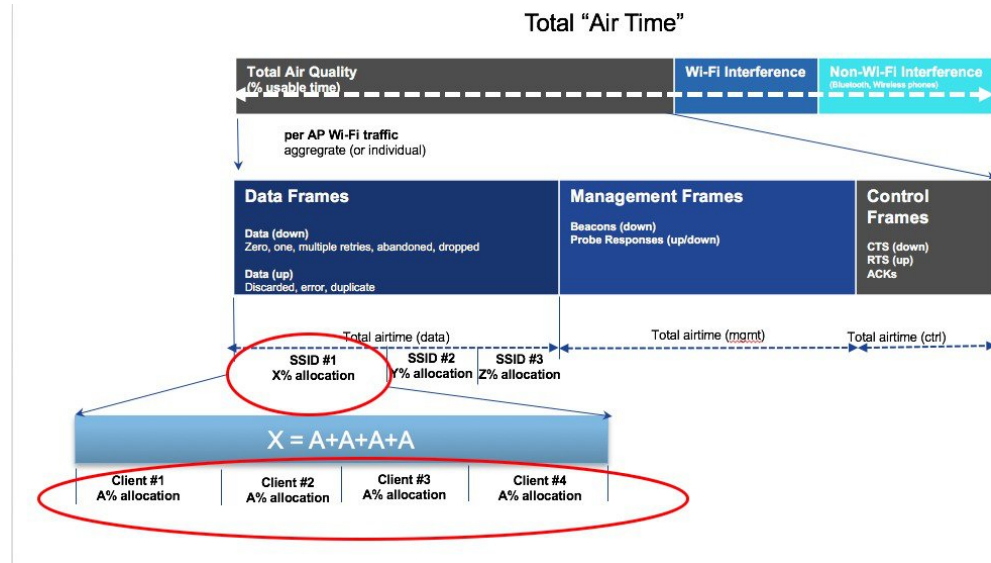 Total “Air Time”
Total Air Quality
(% usable time)
Wi-Fi Interference
Non-Wi-Fi Interference
(Bluetooth, Wireless phones)
per AP Wi-Fi traffic
aggregrate (or individual)
Data Frames
Data (down)
Zero, one, multiple retries, abandoned, dropped
Data (up)
Discarded, error, duplicate
Management Frames
Beacons (down)
Probe Responses (up/down)
Control
Frames
CTS (down)
RTS (up)
ACKs
Total airtime (data)
Total airtime (mgmt)
Total airtime (ctrl)
SSID #1
X% allocation
SSID #2
Y% allocation
SSID #3
Z% allocation
X = A+A+A+A
Client #1
A% allocation
Client #2
A% allocation
Client #3
A% allocation
Client #4
A% allocation